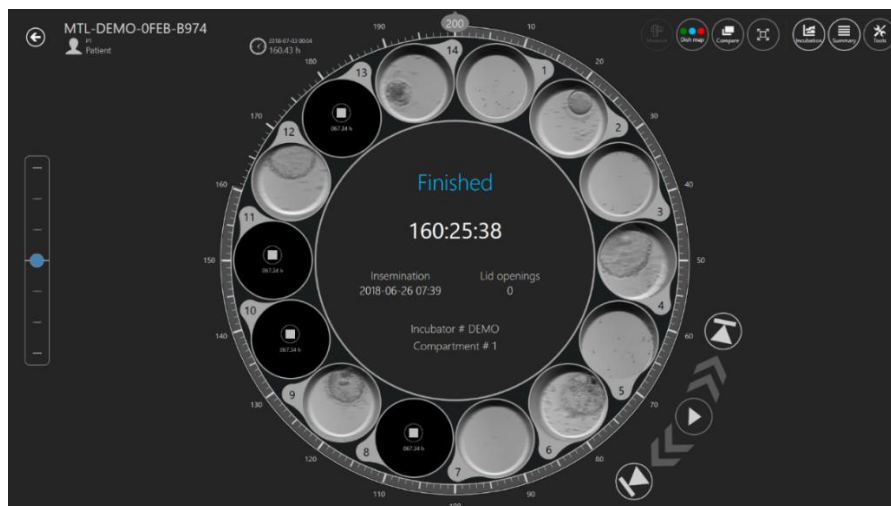 MTL-DEMO-0FEB-B974
P1
Patient
2018-07-03 00:04
160.43 h
Dish map
Compare
Incubation
Summary
Tools
200
10
20
30
40
50
60
70
80
90
100
110
120
130
140
150
160
170
180
190
1
2
3
4
5
6
7
8
9
10
11
12
13
14
067.34 h
067.34 h
067.34 h
067.34 h
Finished
160:25:38
Insemination
2018-06-26 07:39
Lid openings
0
Incubator # DEMO
Compartment # 1